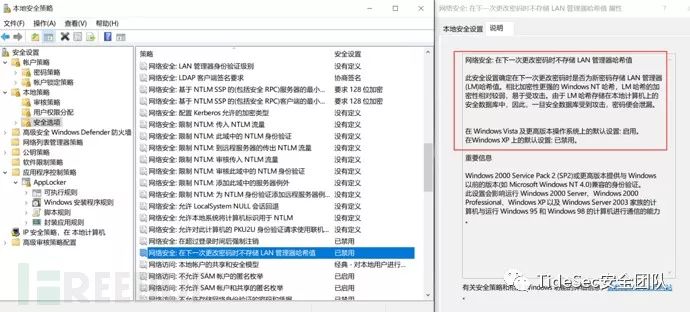 本地安全策略
文件(F) 操作(A) 查看(V) 帮助(H)
安全设置
帐户策略
密码策略
帐户锁定策略
本地策略
审核策略
用户权限分配
安全选项
高级安全 Windows Defender 防火墙
网络列表管理器策略
公钥策略
软件限制策略
应用程序控制策略
AppLocker
可执行规则
Windows 安装程序规则
脚本规则
封装应用规则
IP 安全策略，在 本地计算机
高级审核策略配置
策略 安全设置
网络安全: LAN 管理器身份验证级别 没有定义
网络安全: LDAP 客户端签名要求 协商签名
网络安全: 基于 NTLM SSP 的(包括安全 RPC)服务器的最小... 要求 128 位加密
网络安全: 基于 NTLM SSP 的(包括安全 RPC)客户端的最小... 要求 128 位加密
网络安全: 配置 Kerberos 允许的加密类型 没有定义
网络安全: 限制 NTLM: 传入 NTLM 流量 没有定义
网络安全: 限制 NTLM: 此域中的 NTLM 身份验证 没有定义
网络安全: 限制 NTLM: 到远程服务器的传出 NTLM 流量 没有定义
网络安全: 限制 NTLM: 审核传入 NTLM 流量 没有定义
网络安全: 限制 NTLM: 审核此域中的 NTLM 身份验证 没有定义
网络安全: 限制 NTLM: 添加此域中的服务器例外 没有定义
网络安全: 限制 NTLM: 为 NTLM 身份验证添加远程服务器例... 没有定义
网络安全: 允许 LocalSystem NULL 会话回退 没有定义
网络安全: 允许本地系统将计算机标识用于 NTLM 没有定义
网络安全: 允许对此计算机的 PKU2U 身份验证请求使用联机... 没有定义
网络安全: 在超过登录时间后强制注销 已禁用
网络安全: 在下一次更改密码时不存储 LAN 管理器哈希值 已禁用
网络访问: 本地帐户的共享和安全模型 经典 - 对本地用户进行...
网络访问: 不允许 SAM 帐户的匿名枚举 已启用
网络访问: 不允许 SAM 帐户和共享的匿名枚举 已禁用
网络安全: 在下一次更改密码时不存储 LAN 管理器哈希值 属性
本地安全设置 说明
网络安全: 在下一次更改密码时不存储 LAN 管理器哈希值
此安全设置确定在下一次更改密码时是否为新密码存储 LAN 管理器
(LM)哈希值。相比加密性更强的 Windows NT 哈希，LM 哈希的加
密性相对较弱，易于受攻击。由于 LM 哈希存储在本地计算机上的
安全数据库中，因此，一旦安全数据库受到攻击，密码便会泄漏。
在 Windows Vista 及更高版本操作系统上的默认设置: 启用。
在Windows XP 上的默认设置: 已禁用。
重要信息
Windows 2000 Service Pack 2 (SP2)或更高版本提供与 Windows
以前的版本(如 Microsoft Windows NT 4.0)兼容的身份验证。
此设置会影响运行 Windows 2000 Server、Windows 2000
Professional、Windows XP 以及 Windows Server 2003 家族的计
算机与运行 Windows 95 和 Windows 98 的计算机进行通信的能力
。
TideSec安全团队